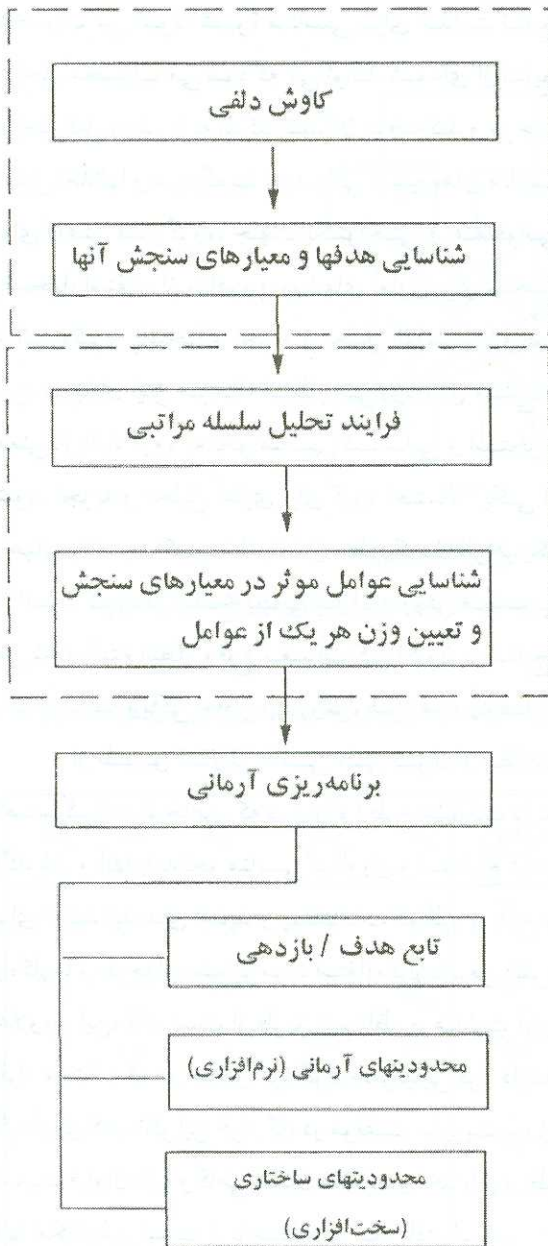 کاوش دلفی
شناسایی هدفها و معیارهای سنجش آنها
فرایند تحلیل سلسله مراتبی
شناسایی عوامل موثر در معیارهای سنجش
و تعیین وزن هر یک از عوامل
برنامه‌ریزی آرمانی
تابع هدف / بازدهی
محدودیتهای آرمانی (نرم‌افزاری)
محدودیتهای ساختاری
(سخت‌افزاری)